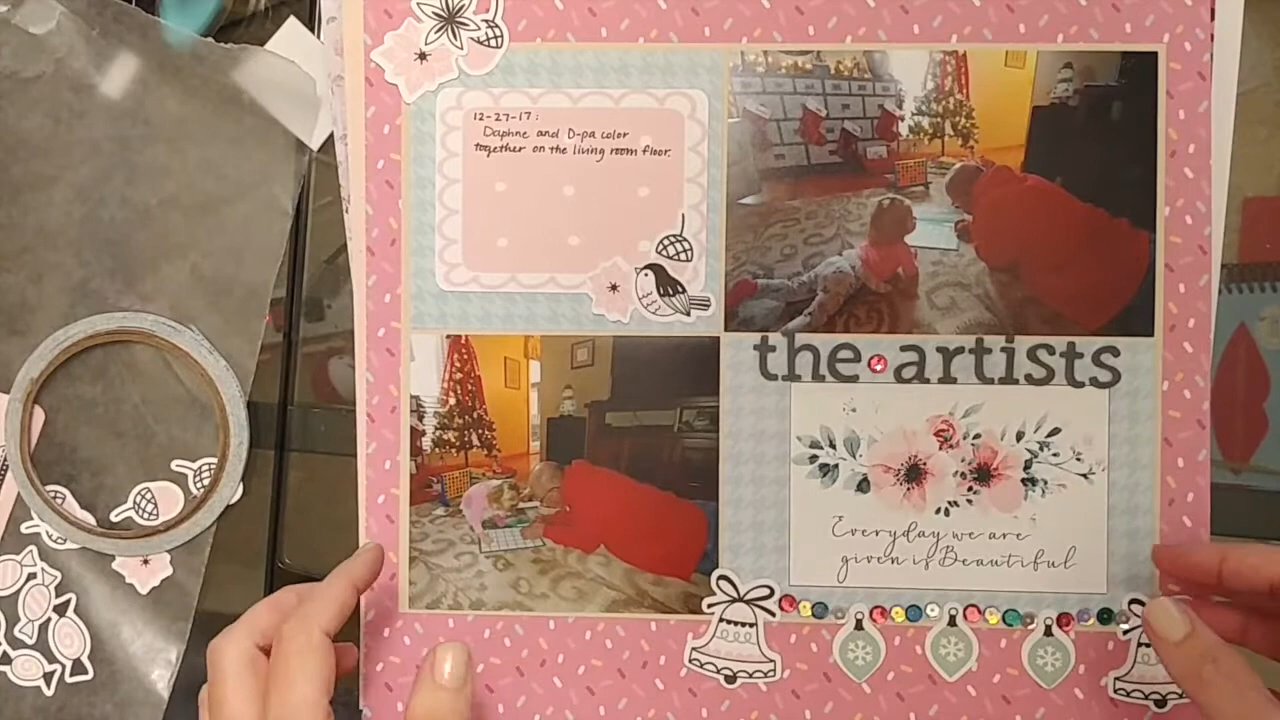 12-27-17:
Daphne and D-pa color
together on the living room floor.
the artists
Everyday we are
given is Beautiful